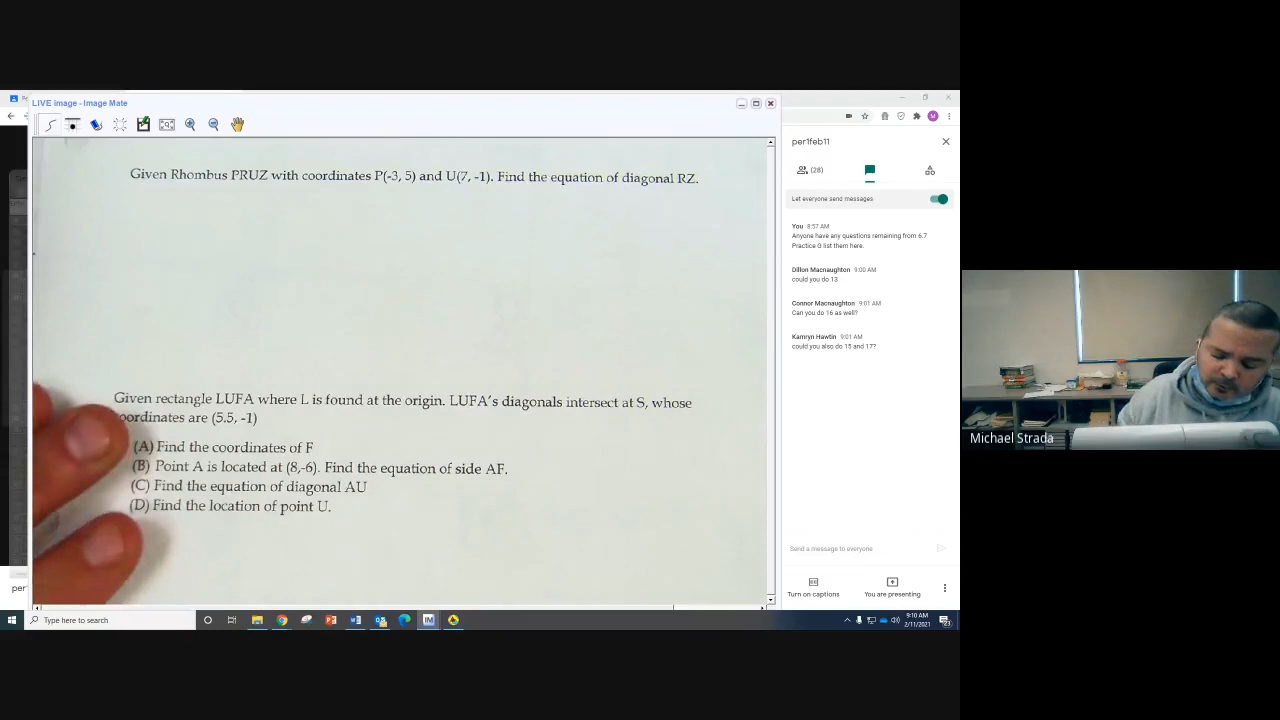 LIVE image - Image Mate
Given Rhombus PRUZ with coordinates P(-3, 5) and U(7, -1). Find the equation of diagonal RZ.
Given rectangle LUFA where L is found at the origin. LUFA's diagonals intersect at S, whose
coordinates are (5.5, -1)
(A) Find the coordinates of F
(B) Point A is located at (8,-6). Find the equation of side AF.
(C) Find the equation of diagonal AU
(D) Find the location of point U.
per1feb11
(28)
Let everyone send messages
You 8:57 AM
Anyone have any questions remaining from 6.7
Practice G list them here.
Dillon Macnaughton 9:00 AM
could you do 13
Connor Macnaughton 9:01 AM
Can you do 16 as well?
Kamryn Hawtin 9:01 AM
could you also do 15 and 17?
Send a message to everyone
Turn on captions
You are presenting
Michael Strada
Type here to search
9:10 AM
2/11/2021